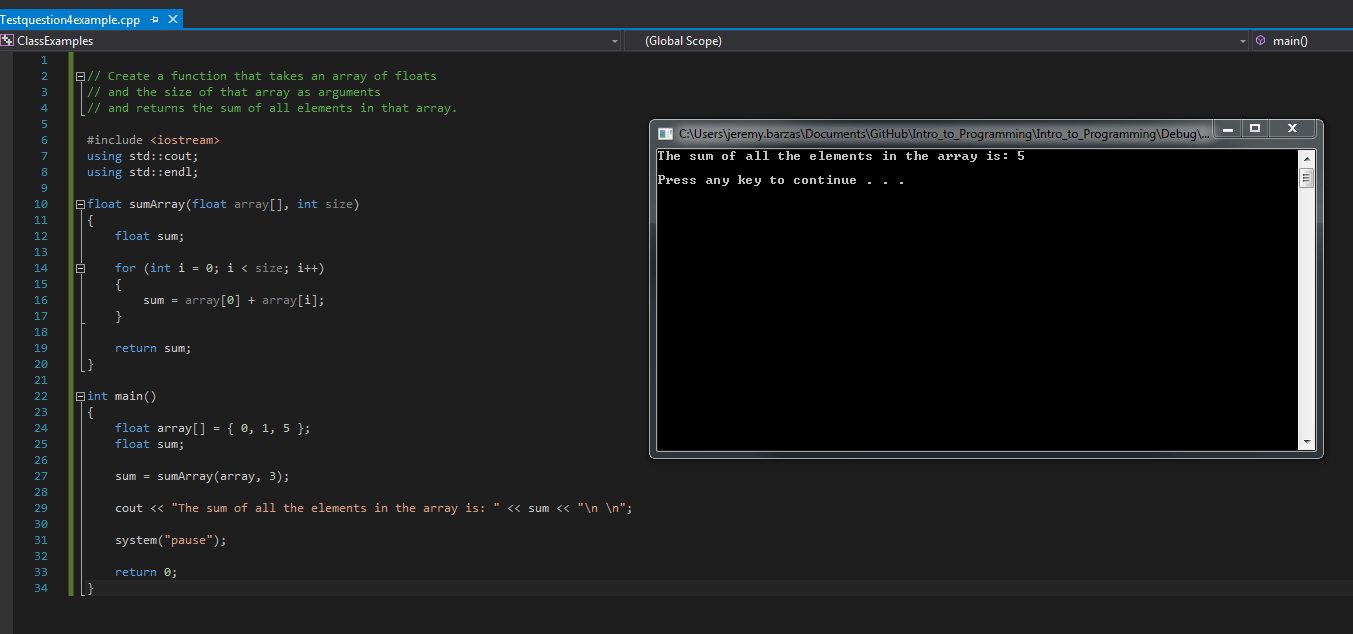 Testquestion4example.cpp
ClassExamples (Global Scope) main()
1
2 // Create a function that takes an array of floats
3 // and the size of that array as arguments
4 // and returns the sum of all elements in that array.
5
6 #include <iostream>
7 using std::cout;
8 using std::endl;
9
10 float sumArray(float array[], int size)
11 {
12 float sum;
13
14 for (int i = 0; i < size; i++)
15 {
16 sum = array[0] + array[i];
17 }
18
19 return sum;
20 }
21
22 int main()
23 {
24 float array[] = { 0, 1, 5 };
25 float sum;
26
27 sum = sumArray(array, 3);
28
29 cout << "The sum of all the elements in the array is: " << sum << "\n \n";
30
31 system("pause");
32
33 return 0;
34 }
C:\Users\jeremy.barzas\Documents\GitHub\Intro_to_Programming\Intro_to_Programming\Debug\...
The sum of all the elements in the array is: 5
Press any key to continue . . .